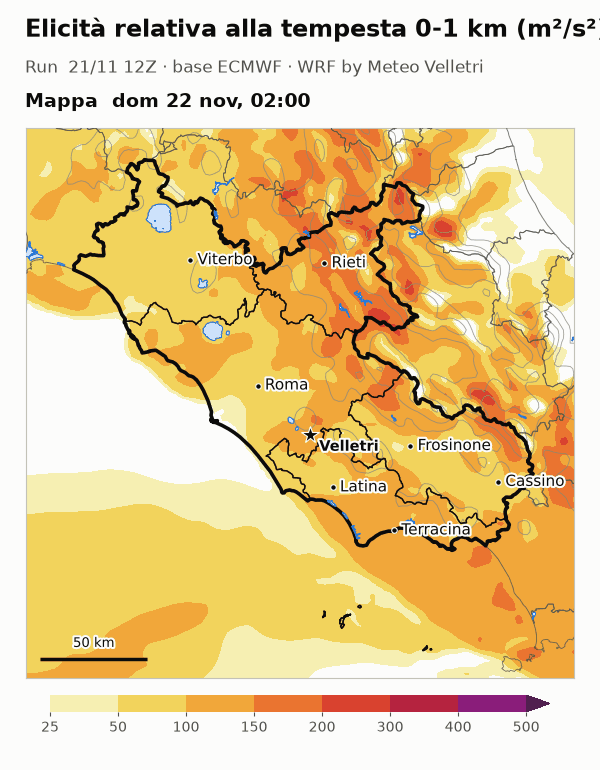 Elicità relativa alla tempesta 0-1 km (m²/s²)
Run 21/11 12Z · base ECMWF · WRF by Meteo Velletri
Mappa dom 22 nov, 02:00
Viterbo
Rieti
Roma
Velletri
Frosinone
Latina
Cassino
Terracina
50 km
25 50 100 150 200 300 400 500